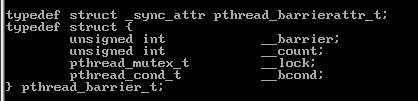 typedef struct _sync_attr pthread_barrierattr_t;
typedef struct {
        unsigned int            __barrier;
        unsigned int            __count;
        pthread_mutex_t         __lock;
        pthread_cond_t          __bcond;
} pthread_barrier_t;